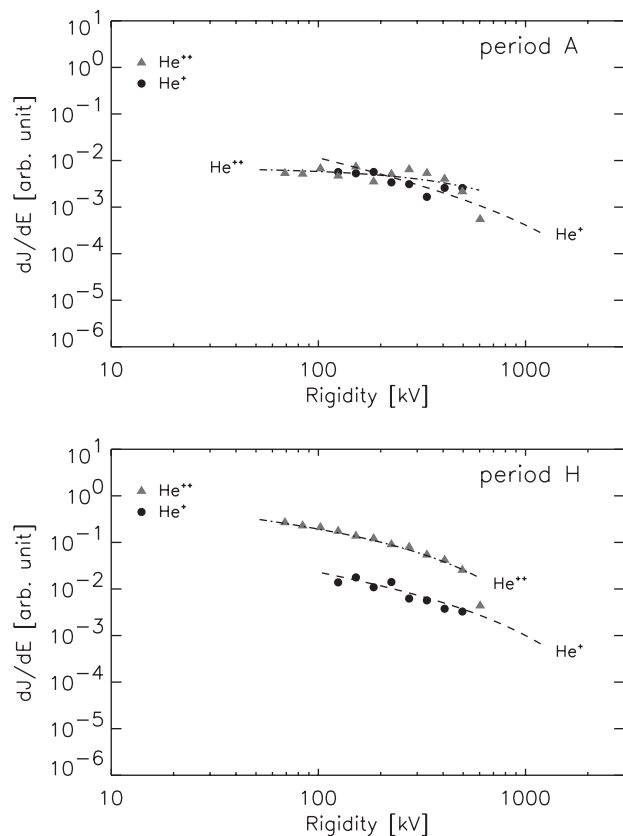 period A
He++
He+
10^1
10^0
10^-1
10^-2
10^-3
10^-4
10^-5
10^-6
dJ/dE [arb. unit]
He++
He+
10
100
1000
Rigidity [kV]
period H
He++
He+
10^1
10^0
10^-1
10^-2
10^-3
10^-4
10^-5
10^-6
dJ/dE [arb. unit]
He++
He+
10
100
1000
Rigidity [kV]